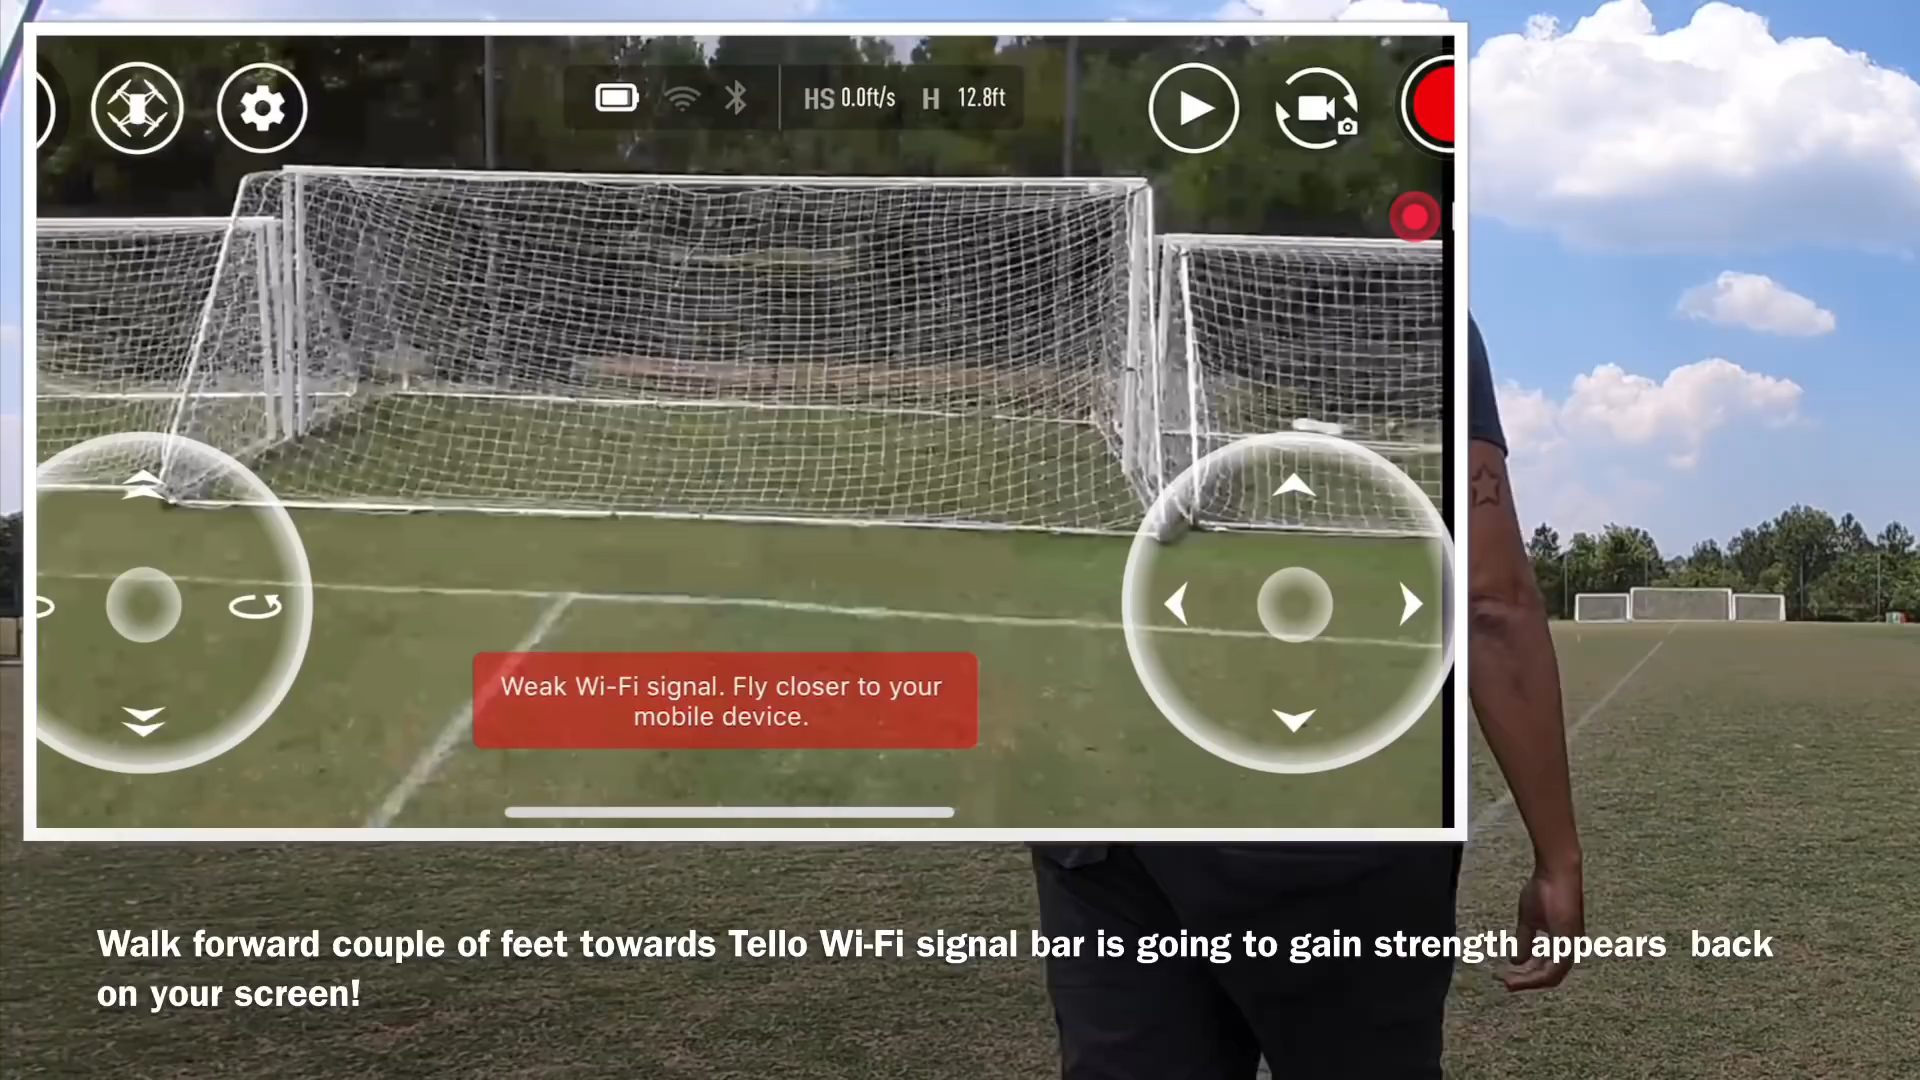 HS 0.0ft/s H 12.8ft
Weak Wi-Fi signal. Fly closer to your
mobile device.
Walk forward couple of feet towards Tello Wi-Fi signal bar is going to gain strength appears back
on your screen!